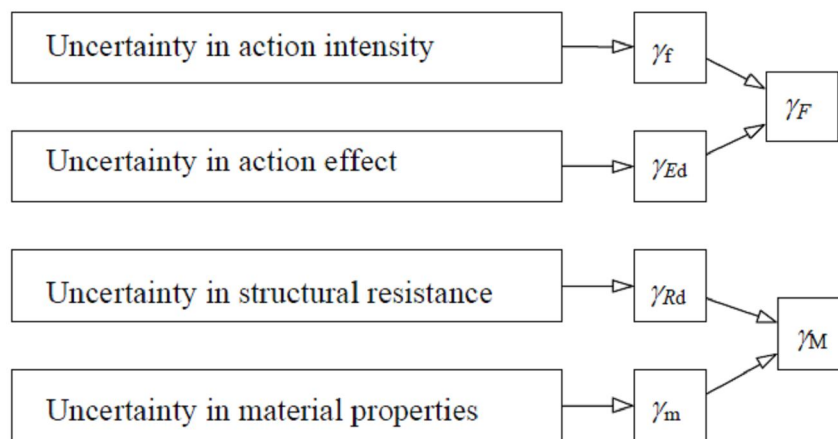 Uncertainty in action intensity
γf
γF
Uncertainty in action effect
γEd
Uncertainty in structural resistance
γRd
γM
Uncertainty in material properties
γm